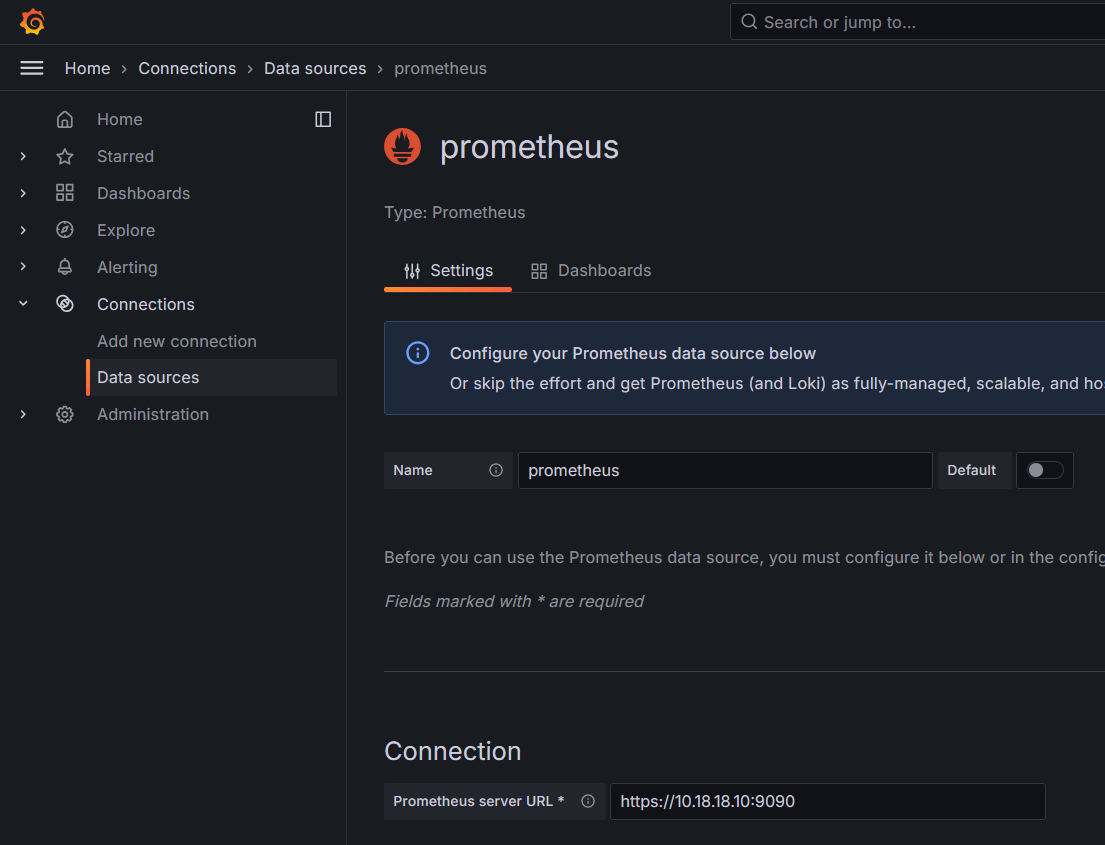 Search or jump to...
Home › Connections › Data sources › prometheus
Home
Starred
Dashboards
Explore
Alerting
Connections
Add new connection
Data sources
Administration
prometheus
Type: Prometheus
Settings Dashboards
Configure your Prometheus data source below
Or skip the effort and get Prometheus (and Loki) as fully-managed, scalable, and ho
Name prometheus Default
Before you can use the Prometheus data source, you must configure it below or in the config
Fields marked with * are required
Connection
Prometheus server URL * https://10.18.18.10:9090